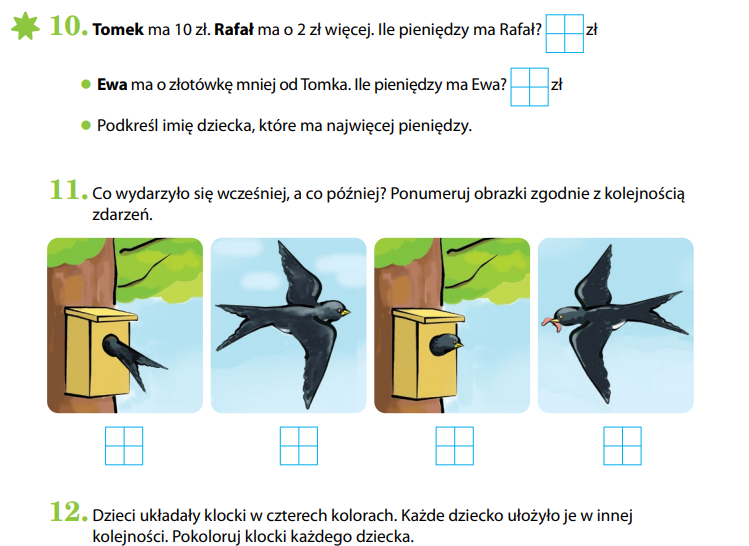 10. Tomek ma 10 zł. Rafał ma o 2 zł więcej. Ile pieniędzy ma Rafał? zł
• Ewa ma o złotówkę mniej od Tomka. Ile pieniędzy ma Ewa? zł
• Podkreśl imię dziecka, które ma najwięcej pieniędzy.
11. Co wydarzyło się wcześniej, a co później? Ponumeruj obrazki zgodnie z kolejnością
zdarzeń.
12. Dzieci układały klocki w czterech kolorach. Każde dziecko ułożyło je w innej
kolejności. Pokoloruj klocki każdego dziecka.